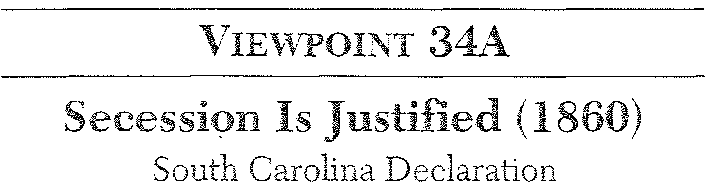 VIEWPOINT 34A
Secession Is Justified (1860)
South Carolina Declaration